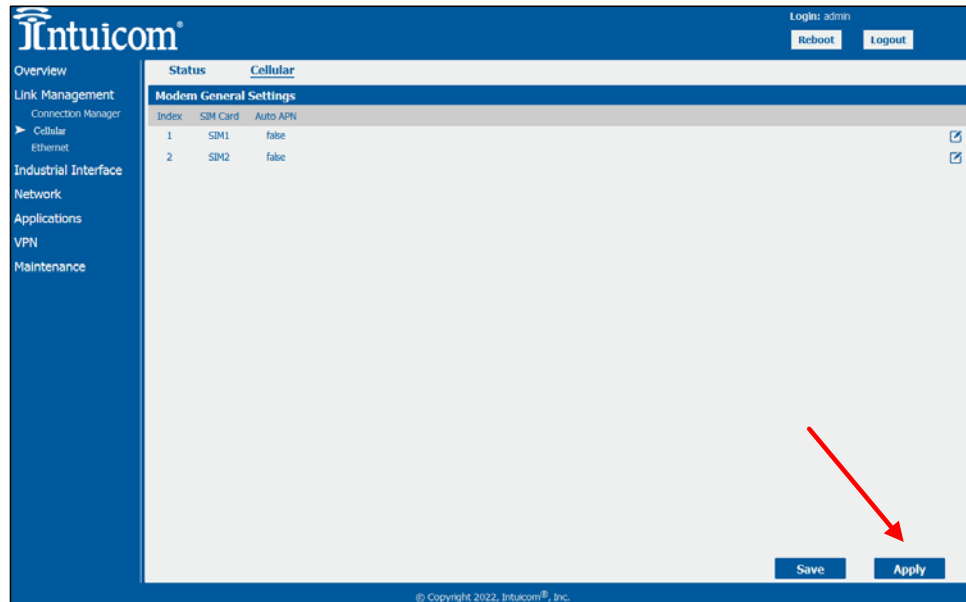 Intuicom®
Login: admin
Reboot Logout
Overview
Link Management
Connection Manager
Cellular
Ethernet
Industrial Interface
Network
Applications
VPN
Maintenance
Status Cellular
Modem General Settings
Index SIM Card Auto APN
1 SIM1 false
2 SIM2 false
Save Apply
© Copyright 2022, Intuicom®, Inc.